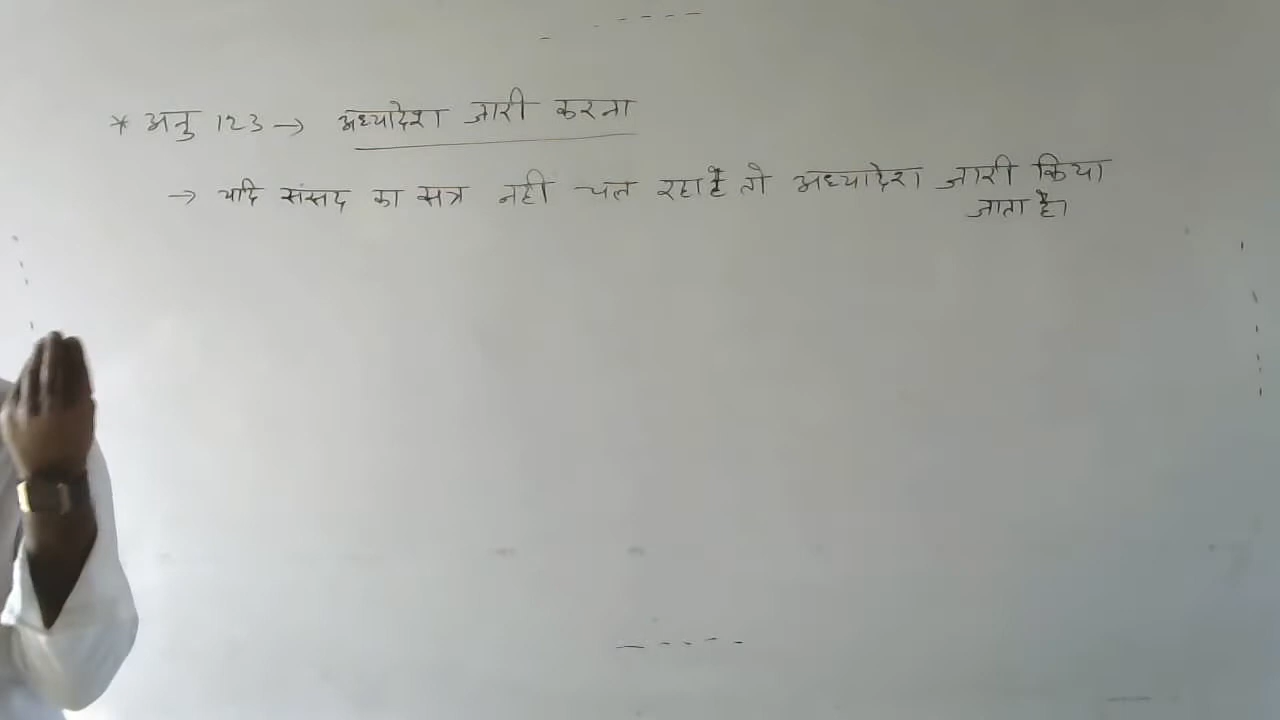 * अनु 123 → अध्यादेश जारी करना
→ यदि संसद का सत्र नही चल रहा है तो अध्यादेश जारी किया
जाता है।